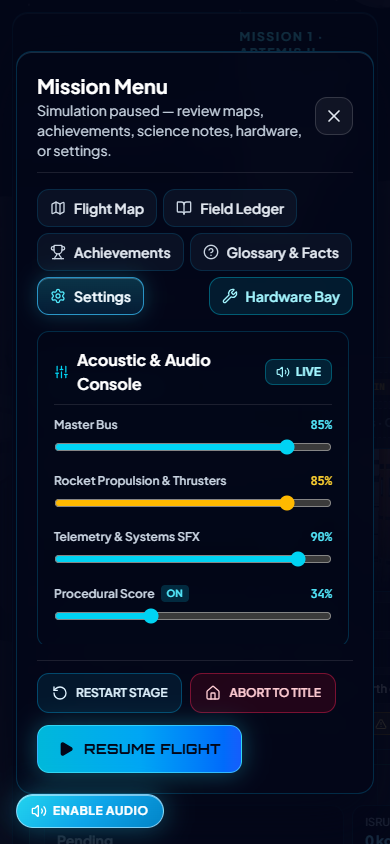 MISSION 1 ·
ARTEMIS II
Mission Menu
Simulation paused — review maps,
achievements, science notes, hardware,
or settings.
Flight Map
Field Ledger
Achievements
Glossary & Facts
Settings
Hardware Bay
Acoustic & Audio
Console
LIVE
Master Bus
85%
Rocket Propulsion & Thrusters
85%
Telemetry & Systems SFX
90%
Procedural Score ON
34%
RESTART STAGE
ABORT TO TITLE
RESUME FLIGHT
ENABLE AUDIO
Pending
ISRU